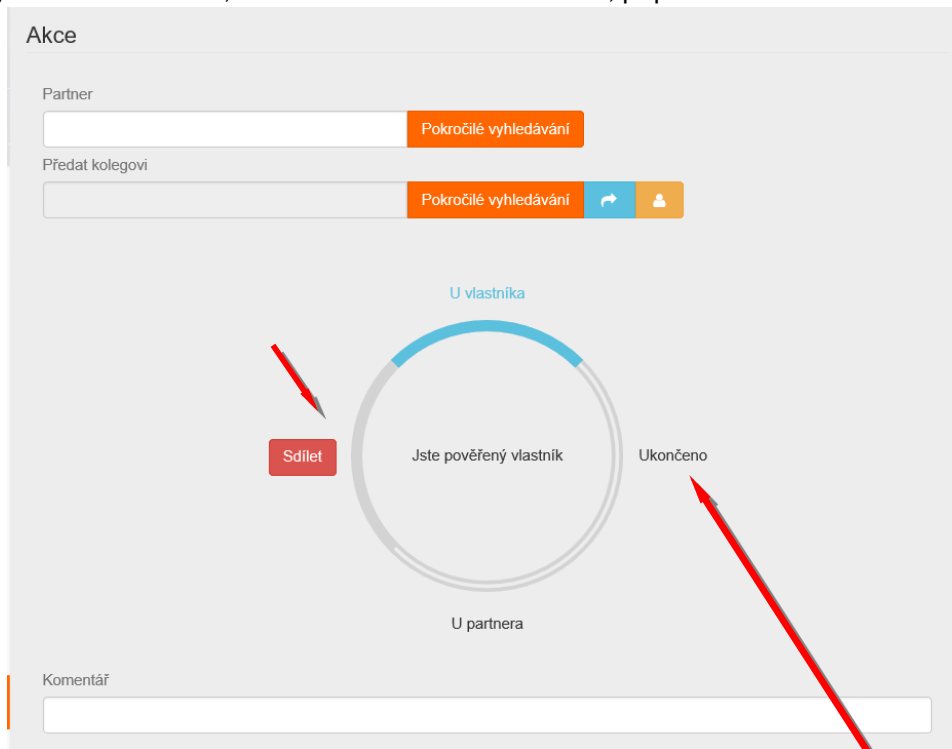 Akce
Partner
Pokročilé vyhledávání
Předat kolegovi
Pokročilé vyhledávání
U vlastníka
Sdílet
Jste pověřený vlastník
Ukončeno
U partnera
Komentář